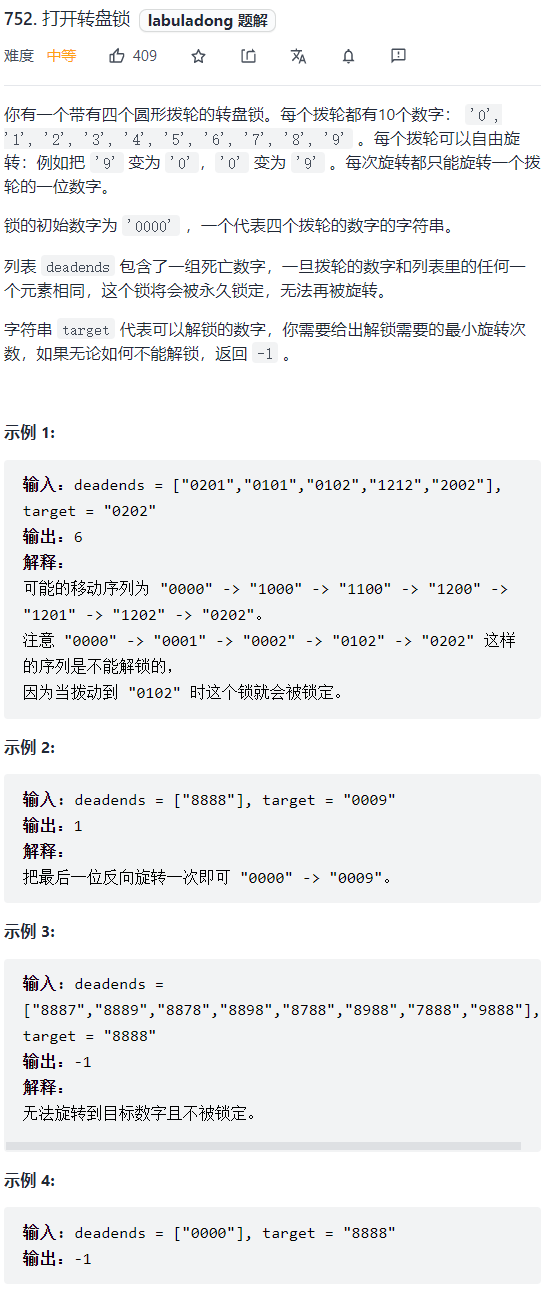 752. 打开转盘锁 labuladong 题解
难度 中等 409
你有一个带有四个圆形拨轮的转盘锁。每个拨轮都有10个数字： '0',
'1', '2', '3', '4', '5', '6', '7', '8', '9' 。每个拨轮可以自由旋
转：例如把 '9' 变为 '0'，'0' 变为 '9' 。每次旋转都只能旋转一个拨
轮的一位数字。
锁的初始数字为 '0000' ，一个代表四个拨轮的数字的字符串。
列表 deadends 包含了一组死亡数字，一旦拨轮的数字和列表里的任何一
个元素相同，这个锁将会被永久锁定，无法再被旋转。
字符串 target 代表可以解锁的数字，你需要给出解锁需要的最小旋转次
数，如果无论如何不能解锁，返回 -1 。
示例 1:
输入：deadends = ["0201","0101","0102","1212","2002"],
target = "0202"
输出：6
解释：
可能的移动序列为 "0000" -> "1000" -> "1100" -> "1200" ->
"1201" -> "1202" -> "0202"。
注意 "0000" -> "0001" -> "0002" -> "0102" -> "0202" 这样
的序列是不能解锁的，
因为当拨动到 "0102" 时这个锁就会被锁定。
示例 2:
输入：deadends = ["8888"], target = "0009"
输出：1
解释：
把最后一位反向旋转一次即可 "0000" -> "0009"。
示例 3:
输入：deadends =
["8887","8889","8878","8898","8788","8988","7888","9888"],
target = "8888"
输出：-1
解释：
无法旋转到目标数字且不被锁定。
示例 4:
输入：deadends = ["0000"], target = "8888"
输出：-1